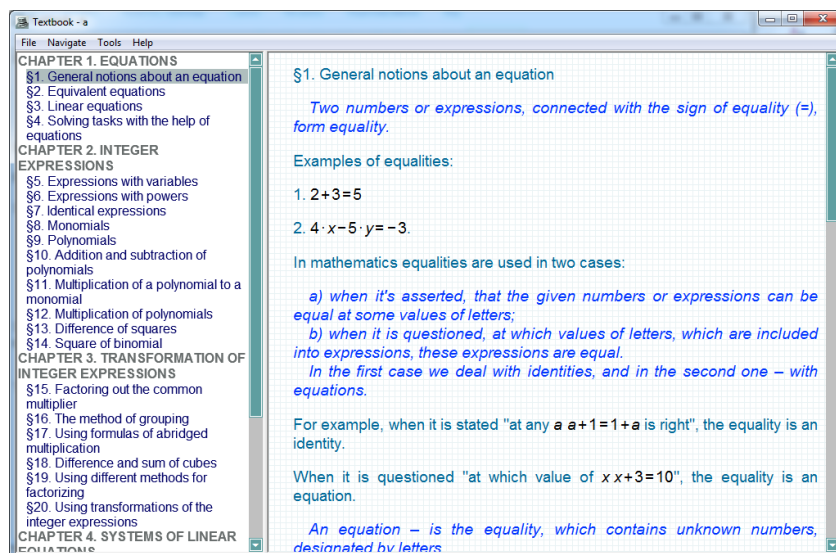 Textbook - a
File Navigate Tools Help
CHAPTER 1. EQUATIONS
§1. General notions about an equation
§2. Equivalent equations
§3. Linear equations
§4. Solving tasks with the help of
equations
CHAPTER 2. INTEGER
EXPRESSIONS
§5. Expressions with variables
§6. Expressions with powers
§7. Identical expressions
§8. Monomials
§9. Polynomials
§10. Addition and subtraction of
polynomials
§11. Multiplication of a polynomial to a
monomial
§12. Multiplication of polynomials
§13. Difference of squares
§14. Square of binomial
CHAPTER 3. TRANSFORMATION OF
INTEGER EXPRESSIONS
§15. Factoring out the common
multiplier
§16. The method of grouping
§17. Using formulas of abridged
multiplication
§18. Difference and sum of cubes
§19. Using different methods for
factorizing
§20. Using transformations of the
integer expressions
CHAPTER 4. SYSTEMS OF LINEAR
EQUATIONS
§1. General notions about an equation
Two numbers or expressions, connected with the sign of equality (=),
form equality.
Examples of equalities:
1. 2+3=5
2. 4·x−5·y=−3.
In mathematics equalities are used in two cases:
a) when it's asserted, that the given numbers or expressions can be
equal at some values of letters;
b) when it is questioned, at which values of letters, which are included
into expressions, these expressions are equal.
In the first case we deal with identities, and in the second one – with
equations.
For example, when it is stated "at any a a+1=1+a is right", the equality is an
identity.
When it is questioned "at which value of x x+3=10", the equality is an
equation.
An equation – is the equality, which contains unknown numbers,
designated by letters